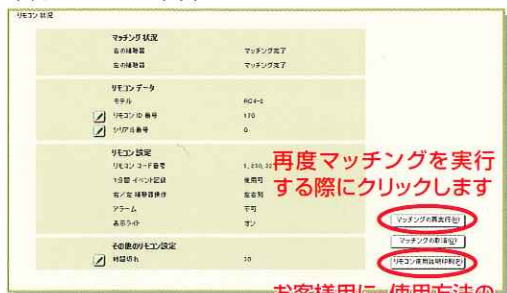 リモコン 状況
マッチング 状況
右の補聴器 マッチング完了
左の補聴器 マッチング完了
リモコン データ
モデル RC4-2
リモコン ID 番号 170
シリアル番号 0
リモコン 設定
リモコン コード番号
1分間 イベント記録 使用可
右/左 補聴器操作 左右別
アラーム 不可
表示ライト オン
その他のリモコン設定
時間切れ 30
再度マッチングを実行
する際にクリックします
マッチングの再実行(R)
マッチングの取消(U)
リモコン使用説明印刷(P)
お客様用に、使用方法の